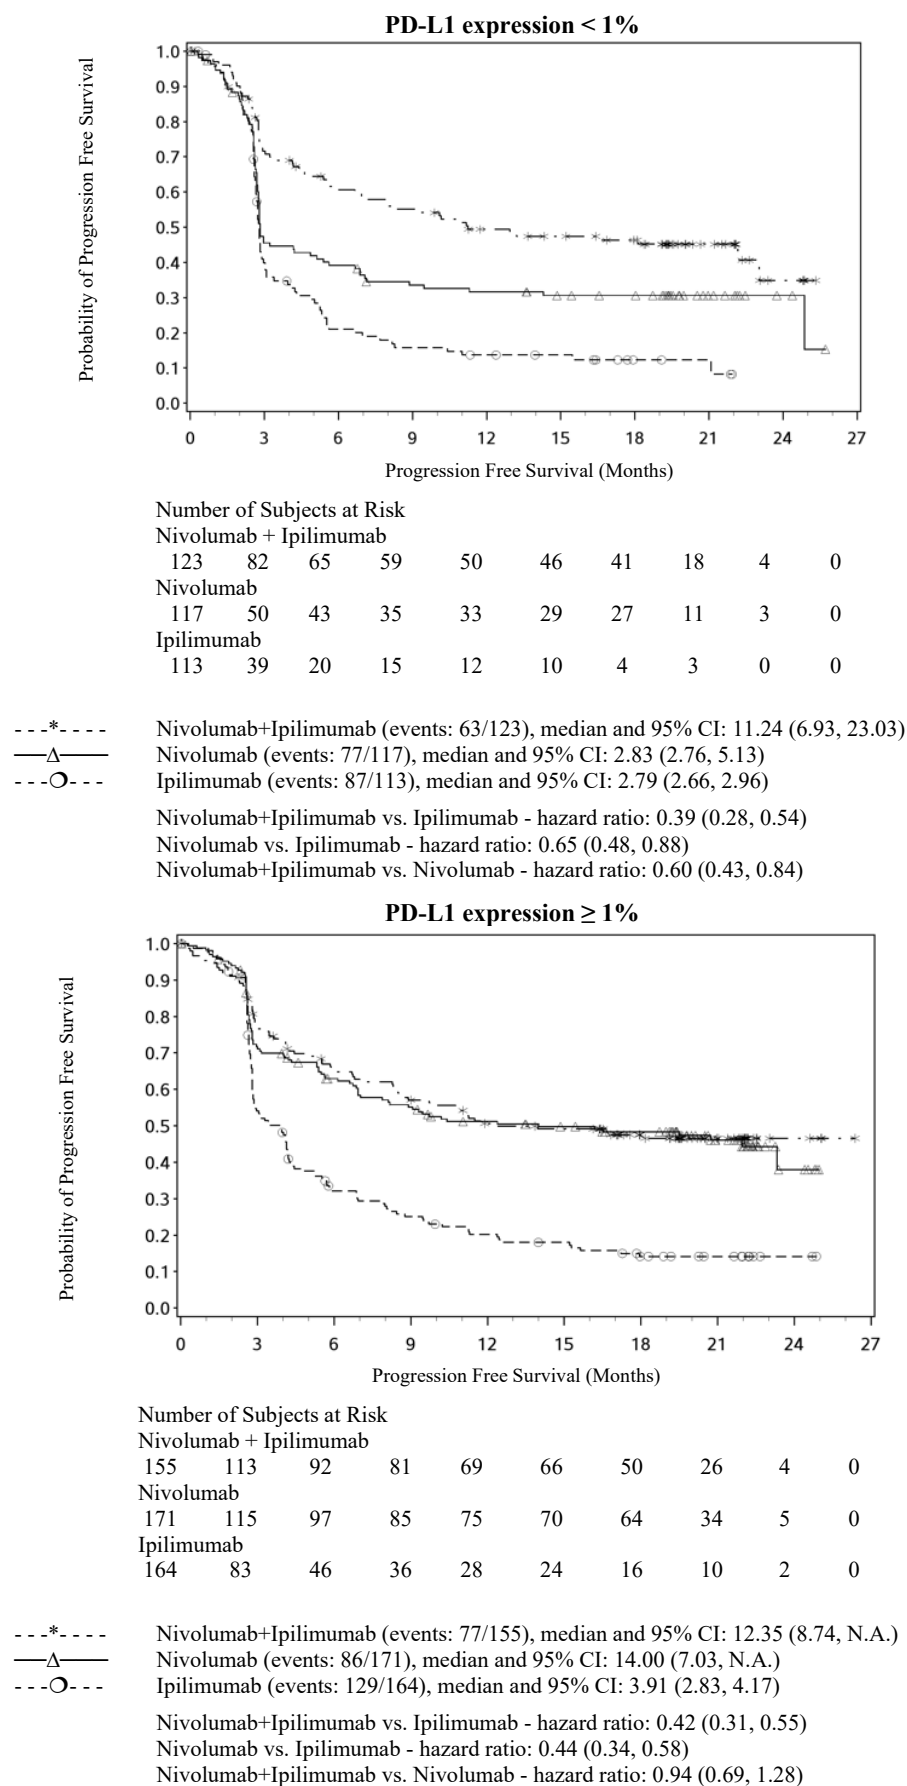 PD-L1 expression < 1%
Probability of Progression Free Survival
1.0
0.9
0.8
0.7
0.6
0.5
0.4
0.3
0.2
0.1
0.0
0 3 6 9 12 15 18 21 24 27
Progression Free Survival (Months)
Number of Subjects at Risk
Nivolumab + Ipilimumab
123 82 65 59 50 46 41 18 4 0
Nivolumab
117 50 43 35 33 29 27 11 3 0
Ipilimumab
113 39 20 15 12 10 4 3 0 0
- - -*- - - - Nivolumab+Ipilimumab (events: 63/123), median and 95% CI: 11.24 (6.93, 23.03)
——Δ—— Nivolumab (events: 77/117), median and 95% CI: 2.83 (2.76, 5.13)
- - -❍- - - Ipilimumab (events: 87/113), median and 95% CI: 2.79 (2.66, 2.96)
Nivolumab+Ipilimumab vs. Ipilimumab - hazard ratio: 0.39 (0.28, 0.54)
Nivolumab vs. Ipilimumab - hazard ratio: 0.65 (0.48, 0.88)
Nivolumab+Ipilimumab vs. Nivolumab - hazard ratio: 0.60 (0.43, 0.84)
PD-L1 expression ≥ 1%
Probability of Progression Free Survival
1.0
0.9
0.8
0.7
0.6
0.5
0.4
0.3
0.2
0.1
0.0
0 3 6 9 12 15 18 21 24 27
Progression Free Survival (Months)
Number of Subjects at Risk
Nivolumab + Ipilimumab
155 113 92 81 69 66 50 26 4 0
Nivolumab
171 115 97 85 75 70 64 34 5 0
Ipilimumab
164 83 46 36 28 24 16 10 2 0
- - -*- - - - Nivolumab+Ipilimumab (events: 77/155), median and 95% CI: 12.35 (8.74, N.A.)
——Δ—— Nivolumab (events: 86/171), median and 95% CI: 14.00 (7.03, N.A.)
- - -❍- - - Ipilimumab (events: 129/164), median and 95% CI: 3.91 (2.83, 4.17)
Nivolumab+Ipilimumab vs. Ipilimumab - hazard ratio: 0.42 (0.31, 0.55)
Nivolumab vs. Ipilimumab - hazard ratio: 0.44 (0.34, 0.58)
Nivolumab+Ipilimumab vs. Nivolumab - hazard ratio: 0.94 (0.69, 1.28)